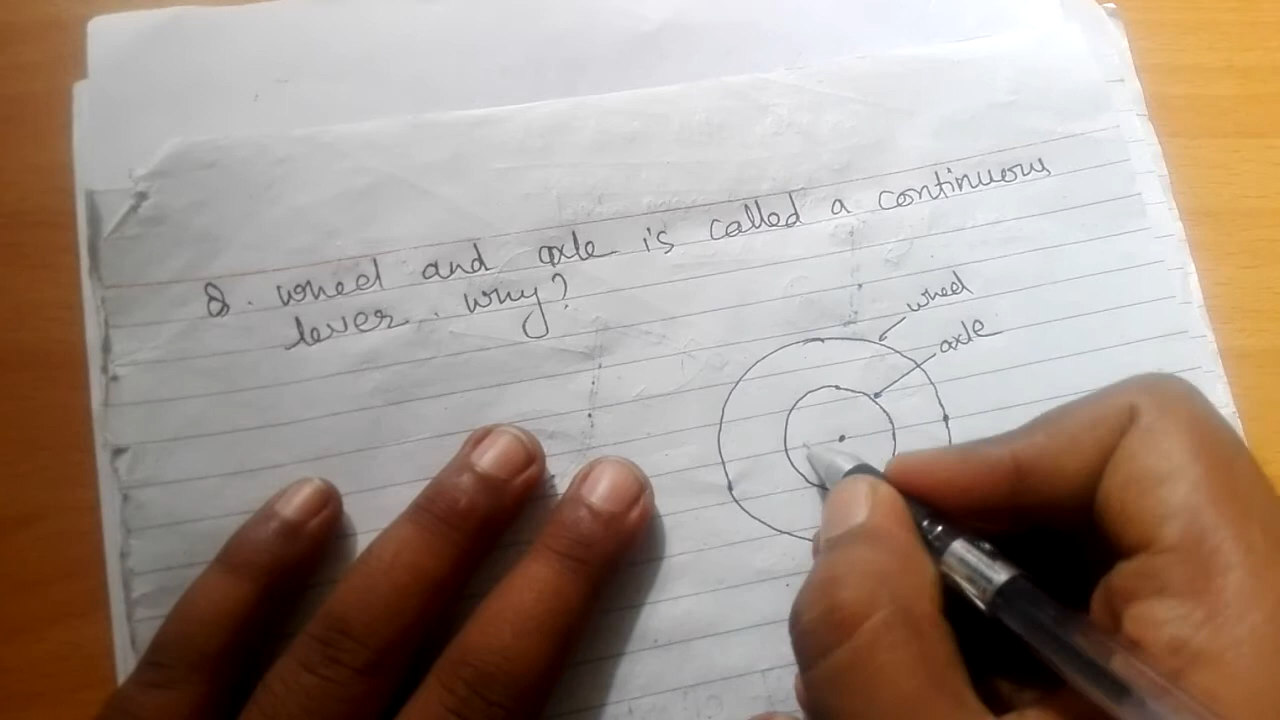 Q. wheel and axle is called a continuous
lever. why?
wheel
axle